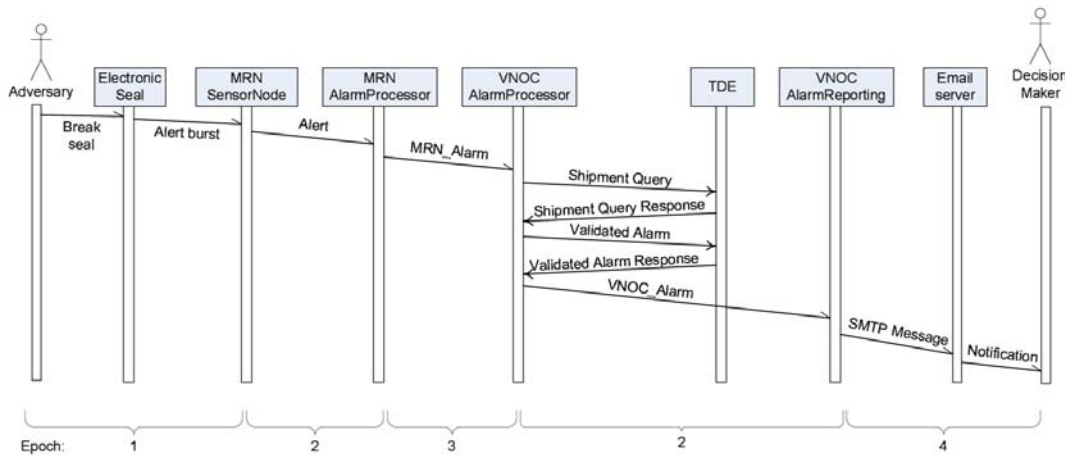 Adversary
Electronic
Seal
MRN
SensorNode
MRN
AlarmProcessor
VNOC
AlarmProcessor
TDE
VNOC
AlarmReporting
Email
server
Decision
Maker
Break
seal
Alert burst
Alert
MRN_Alarm
Shipment Query
Shipment Query Response
Validated Alarm
Validated Alarm Response
VNOC_Alarm
SMTP Message
Notification
Epoch: 1 2 3 2 4